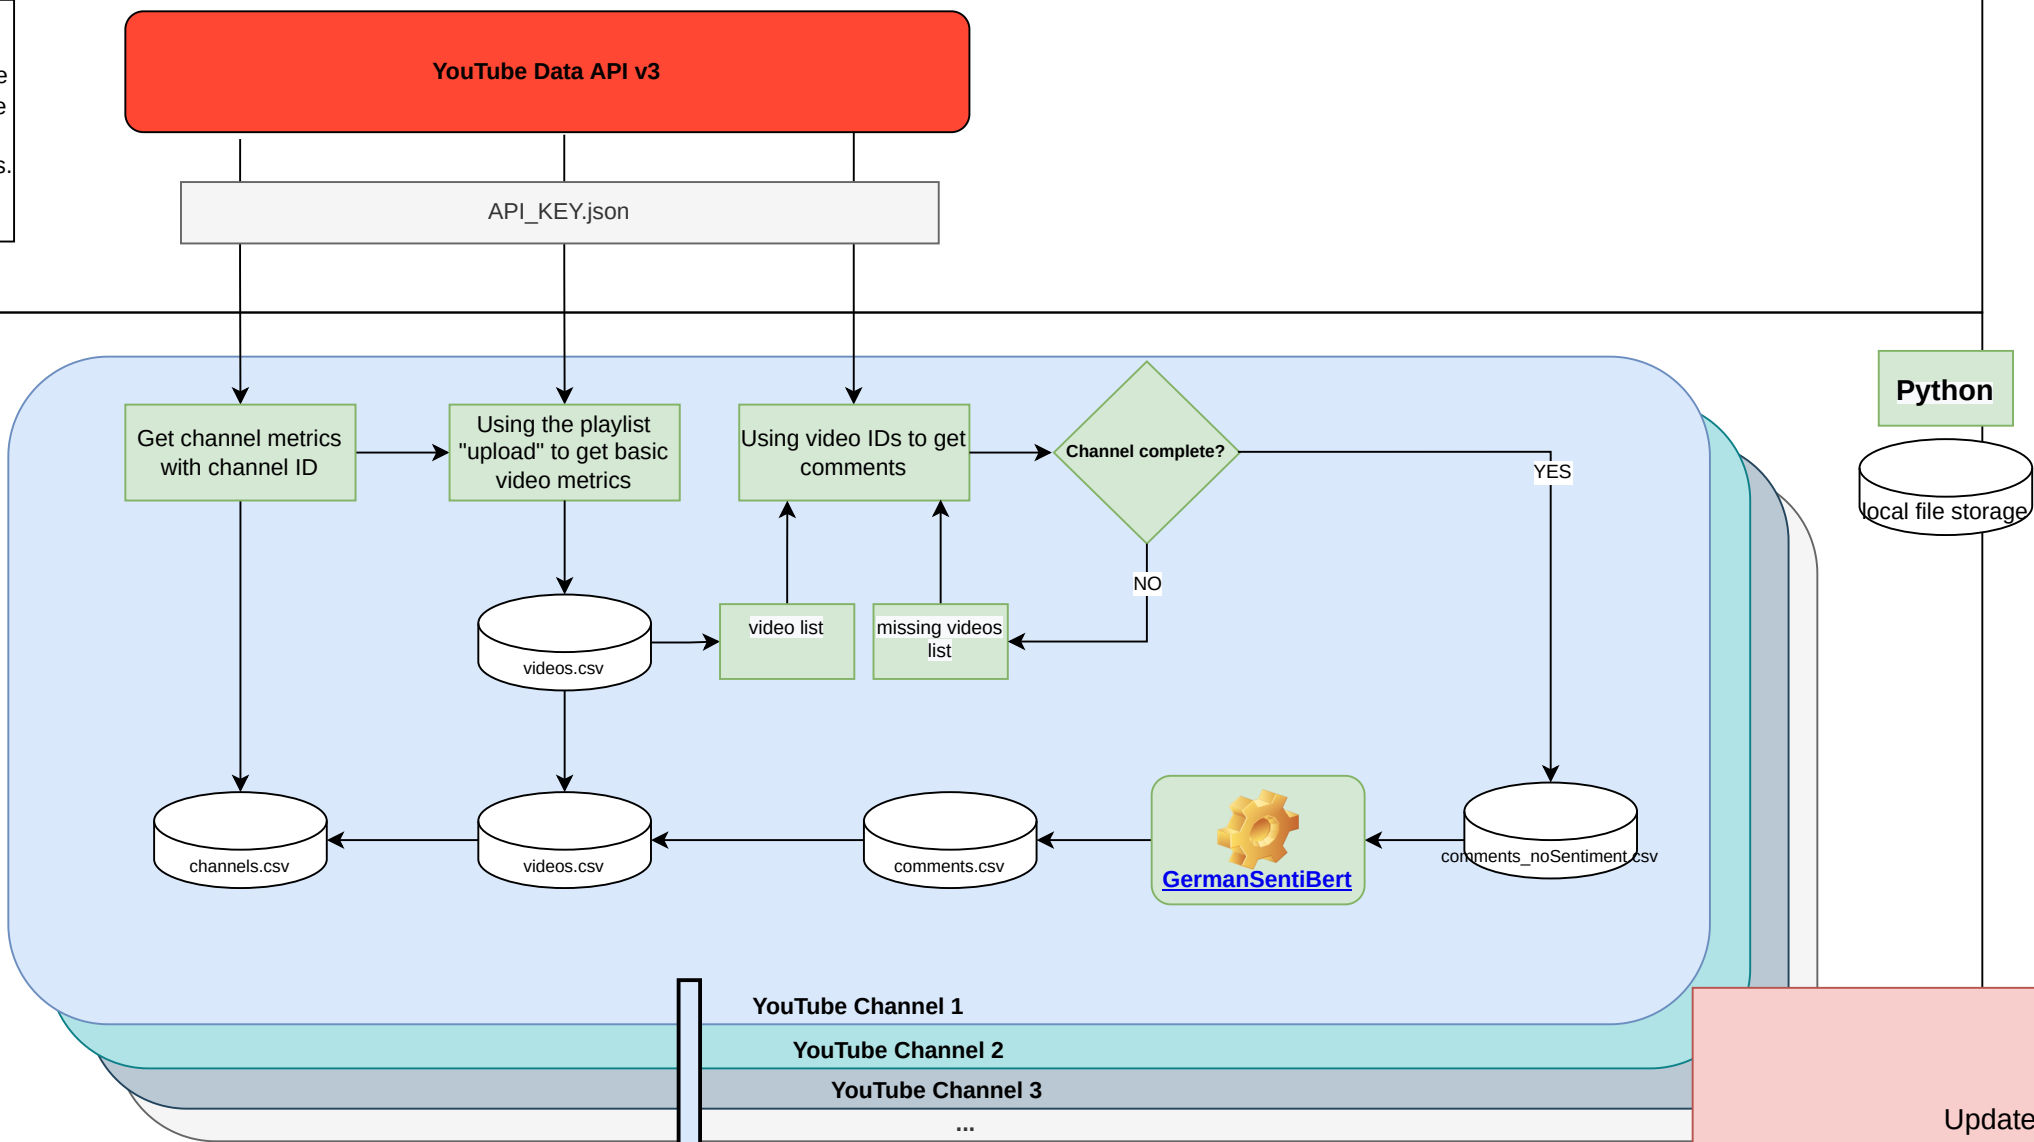 YouTube Data API v3
e
e
s.
API_KEY.json
Get channel metrics
with channel ID
Using the playlist
"upload" to get basic
video metrics
Using video IDs to get
comments
Channel complete?
YES
NO
Python
local file storage
videos.csv
video list
missing videos
list
channels.csv
videos.csv
comments.csv
GermanSentiBert
comments_noSentiment.csv
YouTube Channel 1
YouTube Channel 2
YouTube Channel 3
...
Update